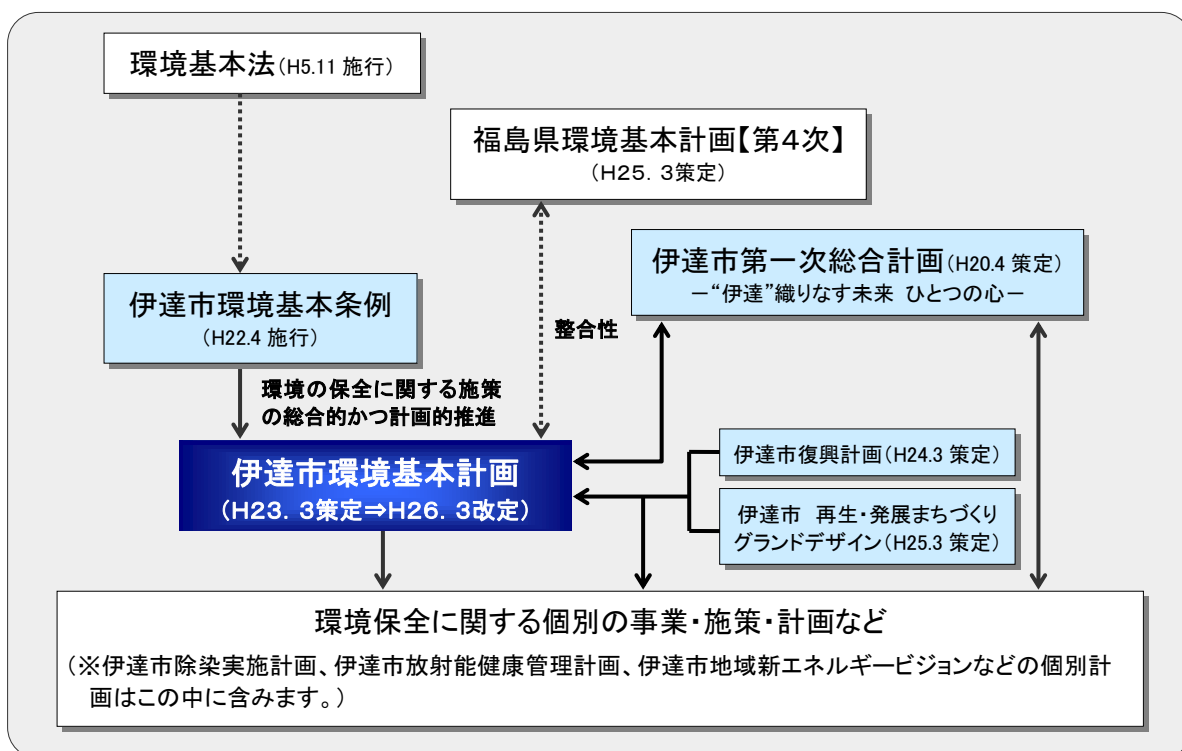 環境基本法(H5.11 施行)
福島県環境基本計画【第4次】
(H25. 3策定)
伊達市第一次総合計画(H20.4 策定)
−“伊達”織りなす未来 ひとつの心−
伊達市環境基本条例
(H22.4 施行)
整合性
環境の保全に関する施策
の総合的かつ計画的推進
伊達市環境基本計画
(H23. 3策定⇒H26. 3改定)
伊達市復興計画(H24.3 策定)
伊達市 再生・発展まちづくり
グランドデザイン(H25.3 策定)
環境保全に関する個別の事業・施策・計画など
(※伊達市除染実施計画、伊達市放射能健康管理計画、伊達市地域新エネルギービジョンなどの個別計
画はこの中に含みます。)